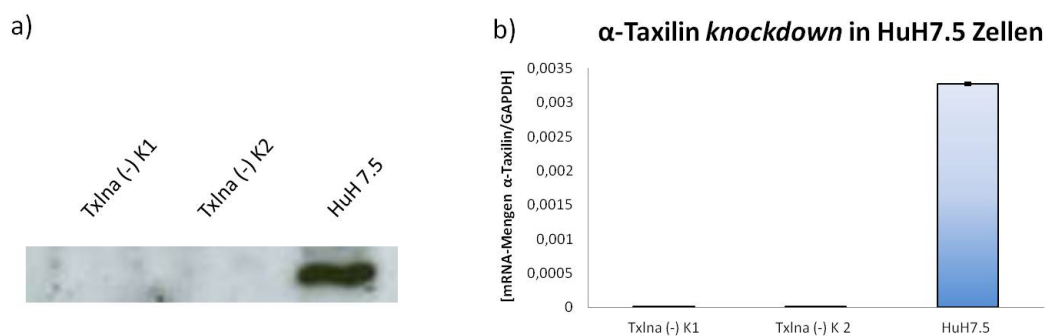 a)
Txlna (-) K1
Txlna (-) K2
HuH 7.5
b)
α-Taxilin knockdown in HuH7.5 Zellen
[mRNA-Mengen α-Taxilin/GAPDH]
0,0035
0,003
0,0025
0,002
0,0015
0,001
0,0005
0
Txlna (-) K1
Txlna (-) K 2
HuH7.5